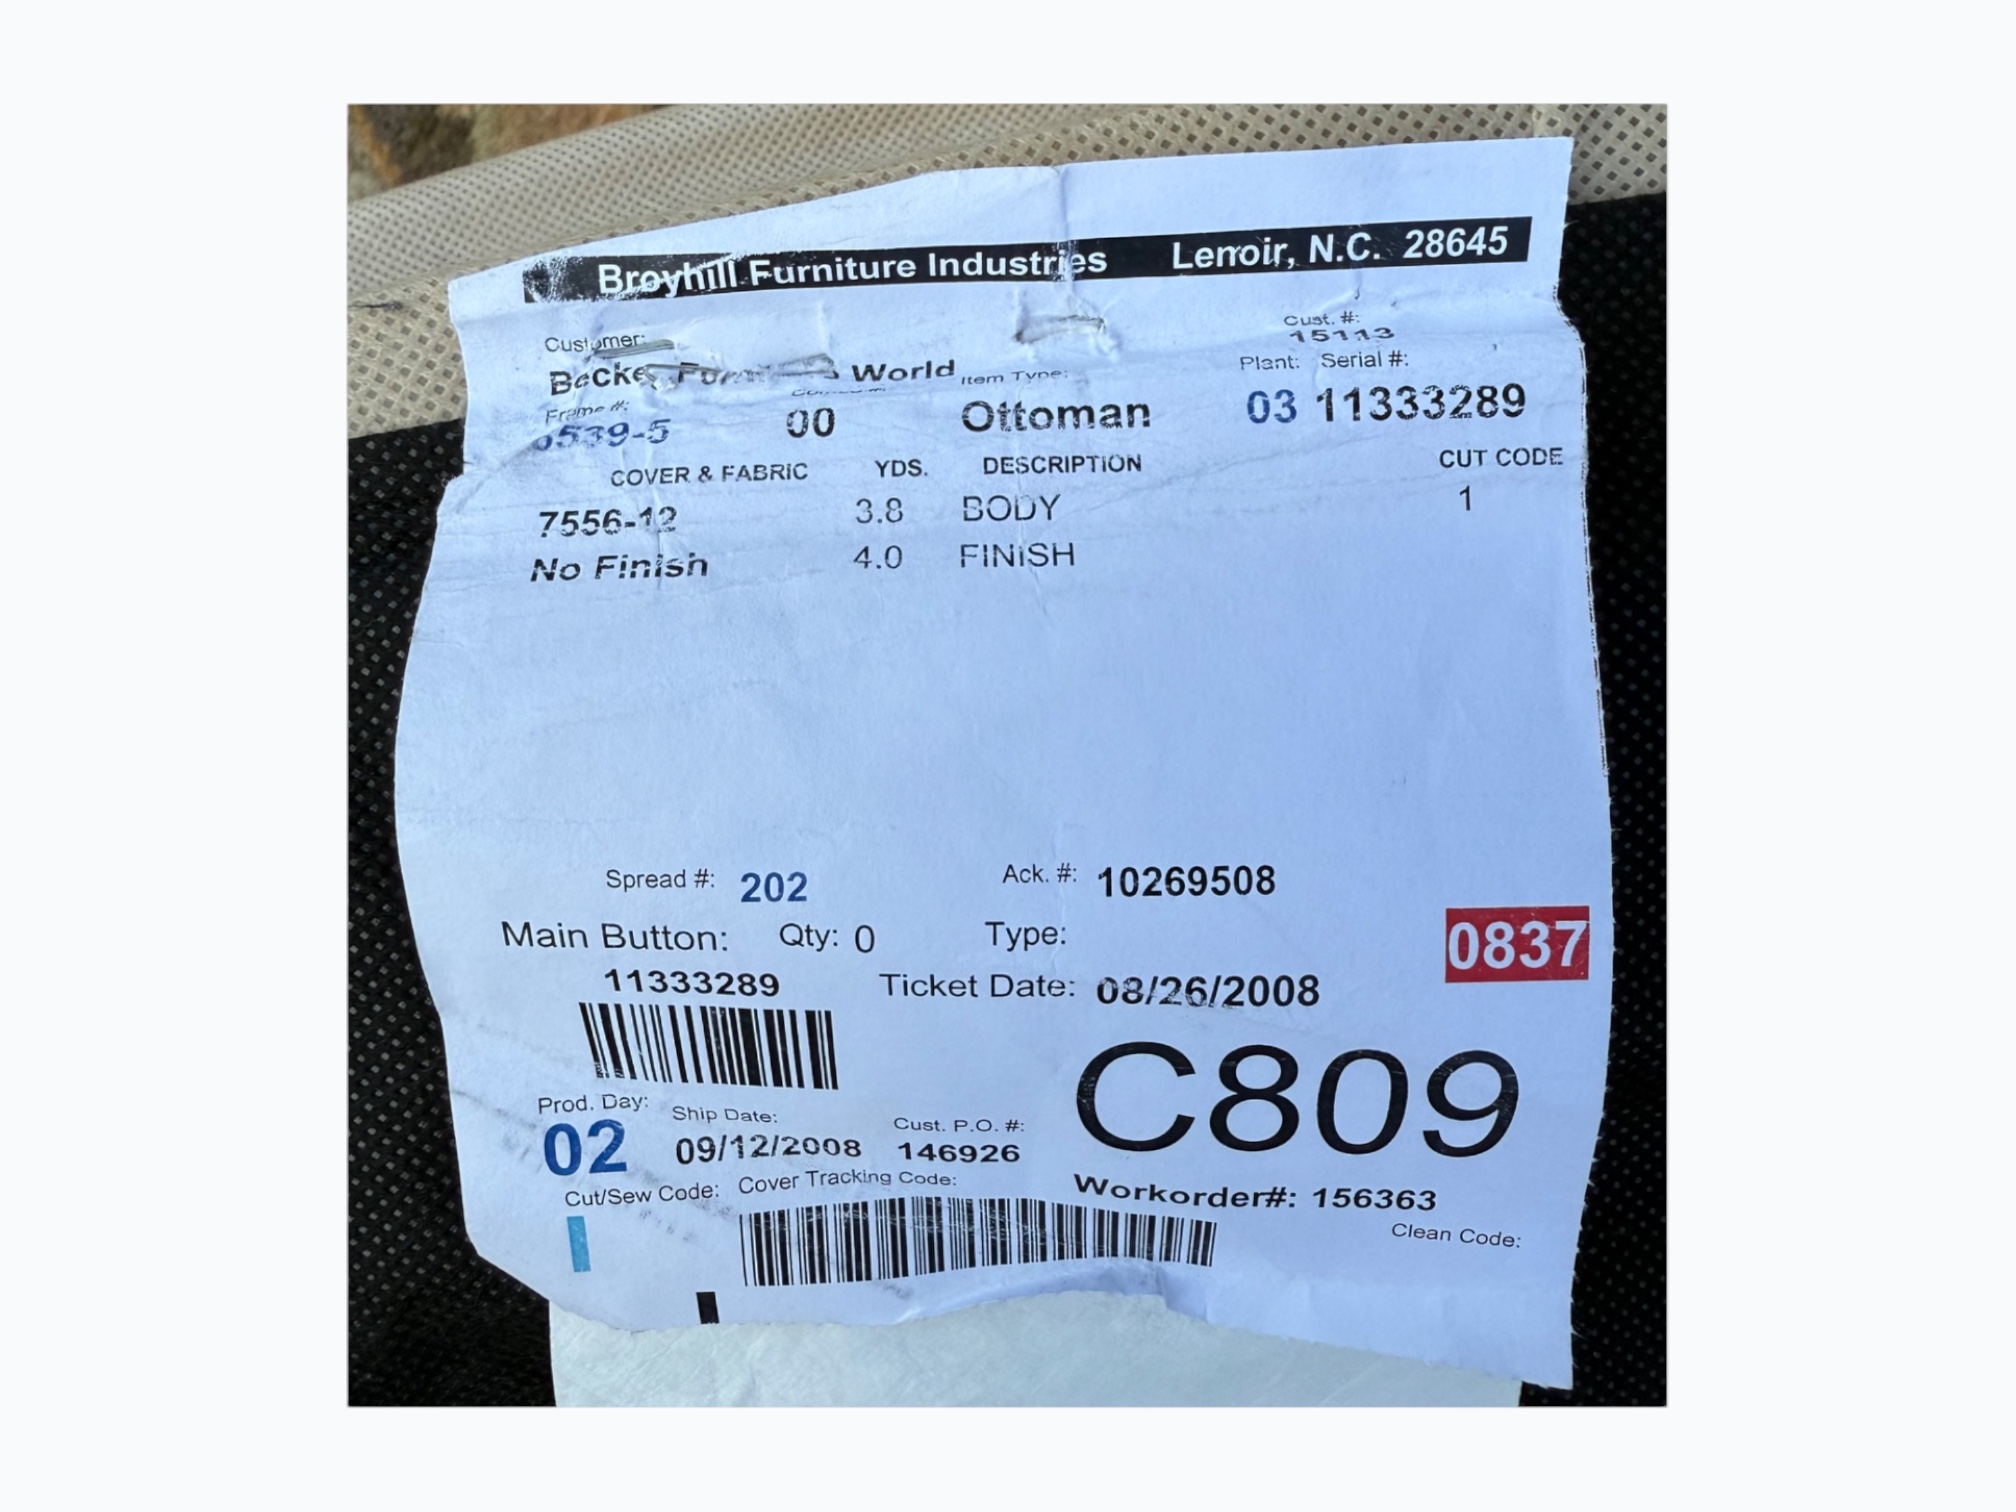 Broyhill Furniture Industries Lenoir, N.C. 28645
Customer: Cust. #:
15113
World Item Type: Plant: Serial #:
Frame #:
6539-5 00 Ottoman 03 11333289
COVER & FABRIC YDS. DESCRIPTION CUT CODE
7556-12 3.8 BODY 1
No Finish 4.0 FINISH
Spread #: 202 Ack. #: 10269508
Main Button: Qty: 0 Type: 0837
11333289 Ticket Date: 08/26/2008
C809
Prod. Day: Ship Date: Cust. P.O. #:
02 09/12/2008 146926
Cut/Sew Code: Cover Tracking Code: Workorder#: 156363
Clean Code: